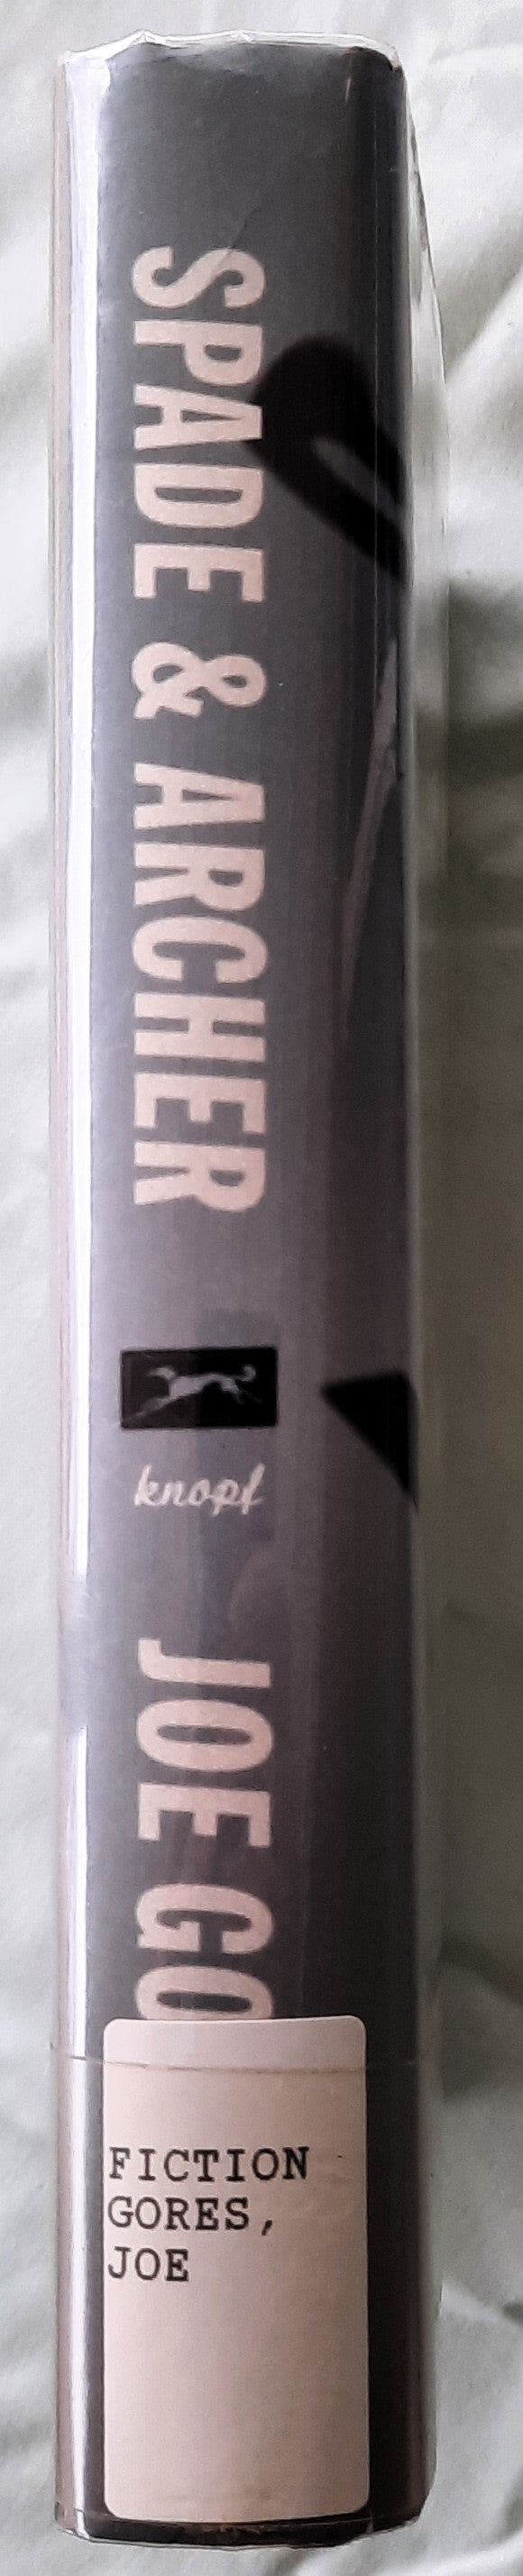 SPADE & ARCHER
knopf
JOE GO
FICTION
GORES,
JOE